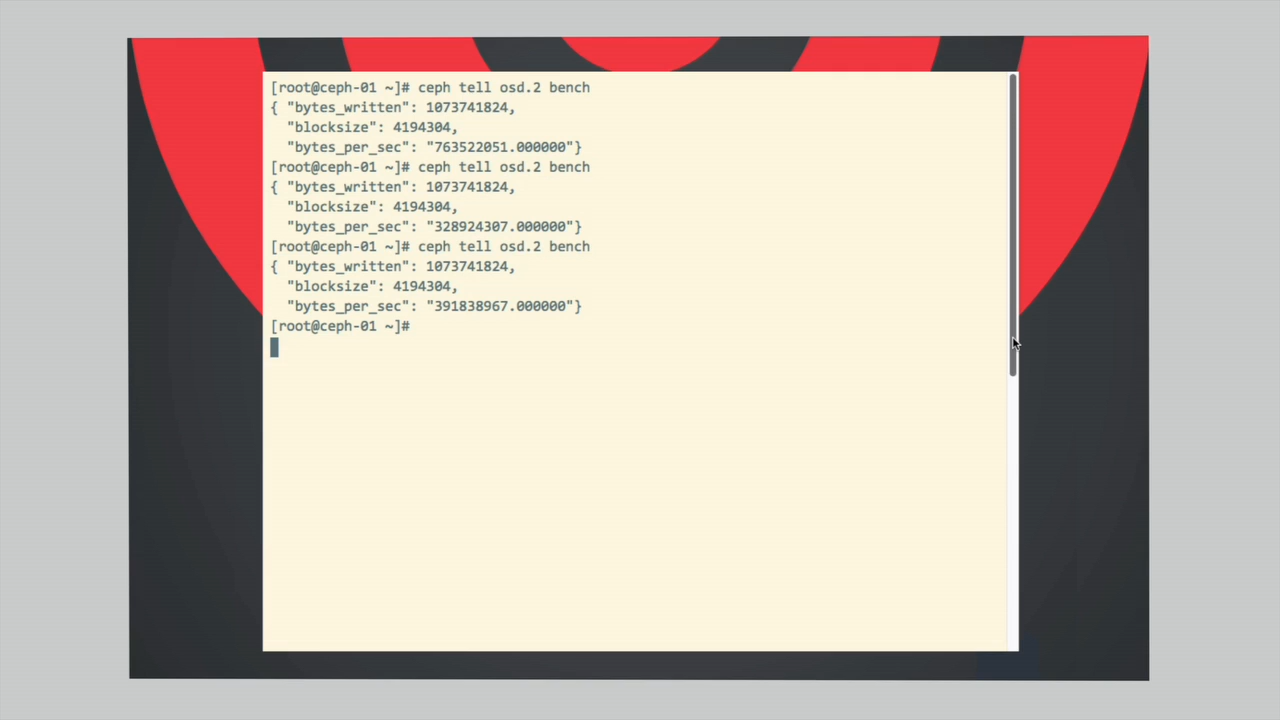 [root@ceph-01 ~]# ceph tell osd.2 bench
{ "bytes_written": 1073741824,
  "blocksize": 4194304,
  "bytes_per_sec": "763522051.000000"}
[root@ceph-01 ~]# ceph tell osd.2 bench
{ "bytes_written": 1073741824,
  "blocksize": 4194304,
  "bytes_per_sec": "328924307.000000"}
[root@ceph-01 ~]# ceph tell osd.2 bench
{ "bytes_written": 1073741824,
  "blocksize": 4194304,
  "bytes_per_sec": "391838967.000000"}
[root@ceph-01 ~]#